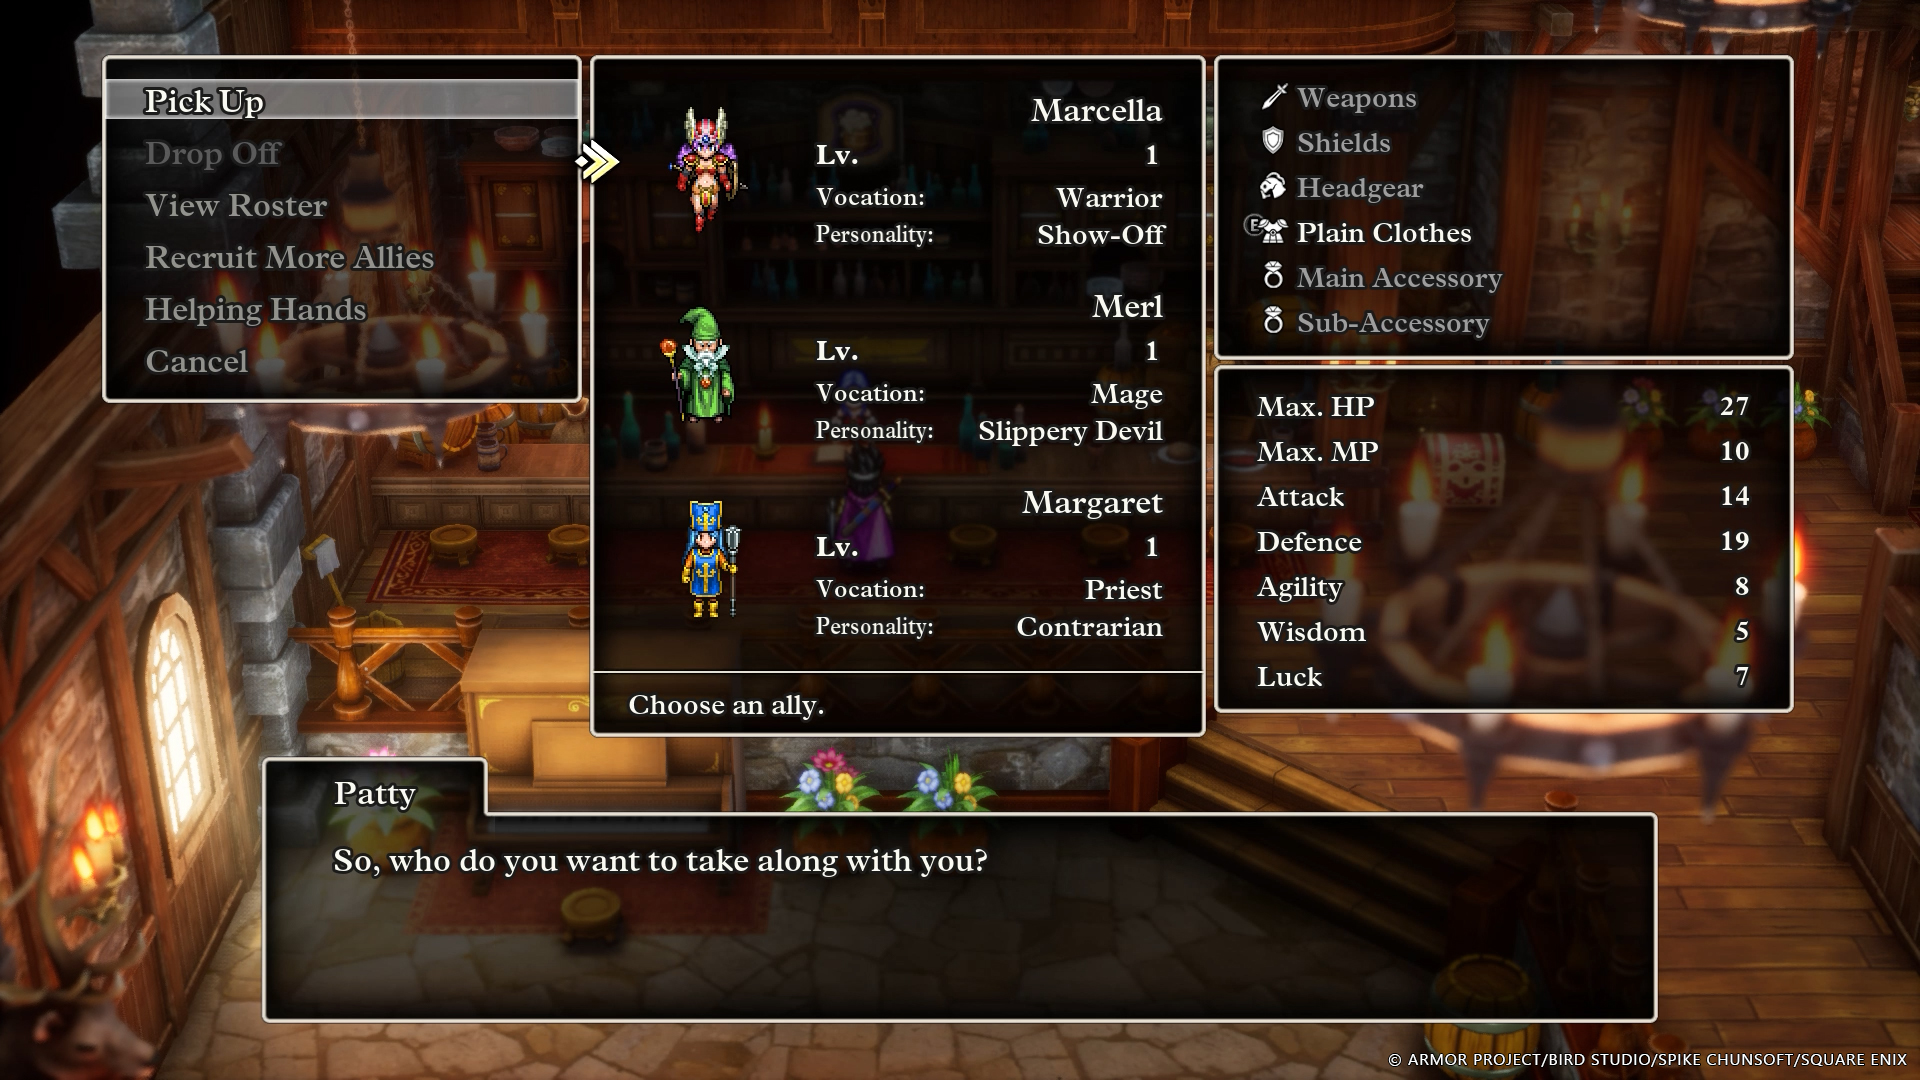 Pick Up
Drop Off
View Roster
Recruit More Allies
Helping Hands
Cancel
Marcella
Lv. 1
Vocation: Warrior
Personality: Show-Off
Merl
Lv. 1
Vocation: Mage
Personality: Slippery Devil
Margaret
Lv. 1
Vocation: Priest
Personality: Contrarian
Choose an ally.
Weapons
Shields
Headgear
E Plain Clothes
Main Accessory
Sub-Accessory
Max. HP 27
Max. MP 10
Attack 14
Defence 19
Agility 8
Wisdom 5
Luck 7
Patty
So, who do you want to take along with you?
© ARMOR PROJECT/BIRD STUDIO/SPIKE CHUNSOFT/SQUARE ENIX